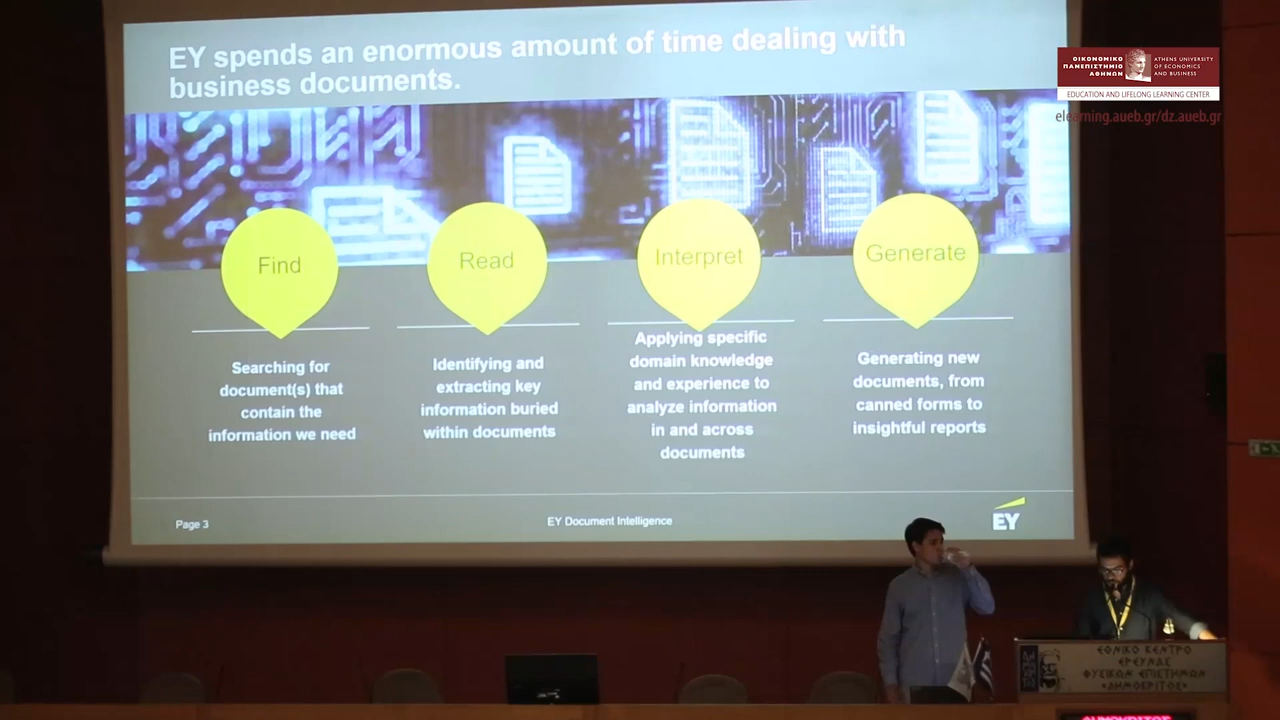 EY spends an enormous amount of time dealing with
business documents.
ΟΙΚΟΝΟΜΙΚΟ
ΠΑΝΕΠΙΣΤΗΜΙΟ
ΑΘΗΝΩΝ
ATHENS UNIVERSITY
OF ECONOMICS
AND BUSINESS
EDUCATION AND LIFELONG LEARNING CENTER
elearning.aueb.gr/dz.aueb.gr
Find
Read
Interpret
Generate
Searching for
document(s) that
contain the
information we need
Identifying and
extracting key
information buried
within documents
Applying specific
domain knowledge
and experience to
analyze information
in and across
documents
Generating new
documents, from
canned forms to
insightful reports
Page 3
EY Document Intelligence
EY
ΕΘΝΙΚΟ ΚΕΝΤΡΟ
ΕΡΕΥΝΑΣ
ΦΥΣΙΚΩΝ ΕΠΙΣΤΗΜΩΝ
«ΔΗΜΟΚΡΙΤΟΣ»